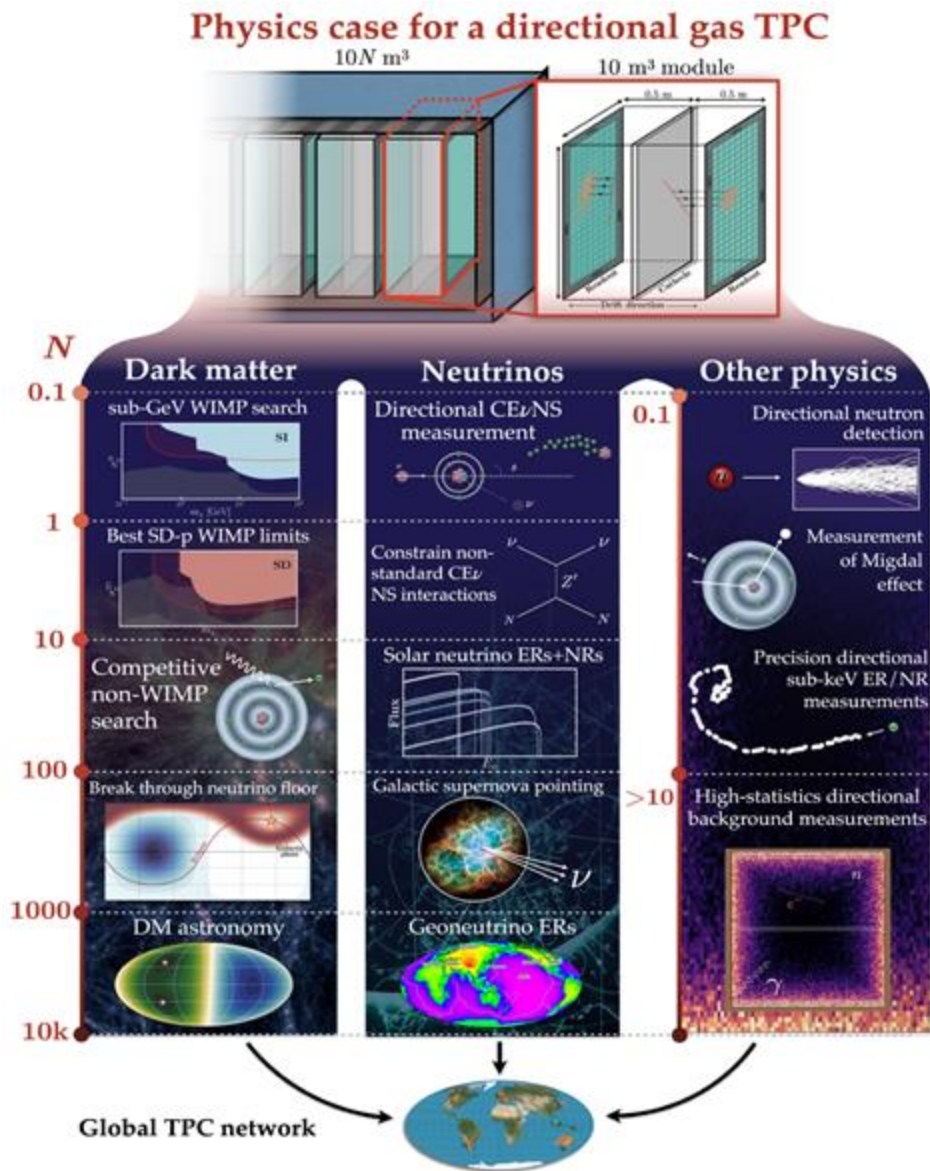 Physics case for a directional gas TPC
10N m³
10 m³ module
0.5 m
0.5 m
Readout
Cathode
Readout
Drift direction
N
Dark matter
Neutrinos
Other physics
0.1
0.1
sub-GeV WIMP search
SI
Directional CEνNS
measurement
Directional neutron
detection
1
Best SD-p WIMP limits
SD
Constrain non-
standard CEν
NS interactions
ν
ν
Z'
N
N
Measurement
of Migdal
effect
10
Competitive
non-WIMP
search
Solar neutrino ERs+NRs
Flux
Precision directional
sub-keV ER/NR
measurements
100
>10
Break through neutrino floor
Galactic supernova pointing
ν
High-statistics directional
background measurements
n
γ
1000
DM astronomy
Geoneutrino ERs
10k
Global TPC network